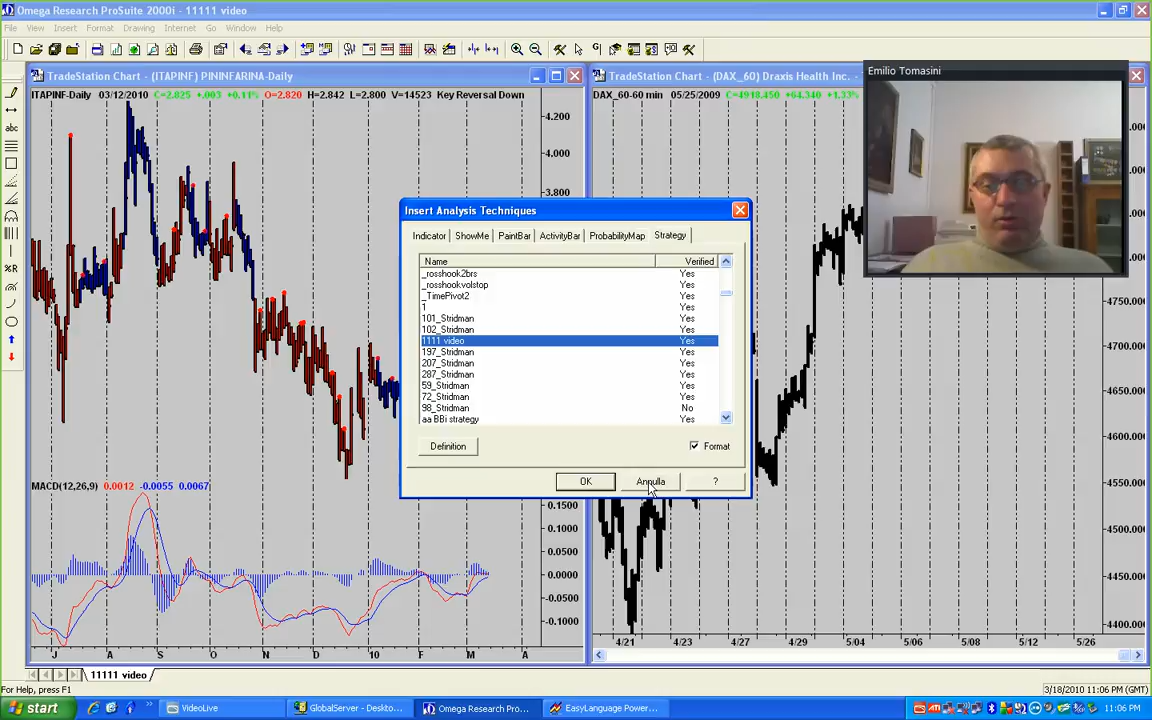 Omega Research ProSuite 2000i - 11111 video
File View Insert Format Drawing Internet Go Window Help
TradeStation Chart - (ITAPINF) PININFARINA-Daily
TradeStation Chart - (DAX_60) Draxis Health Inc. -
Emilio Tomasini
ITAPINF-Daily 03/12/2010 C=2.825 +.003 +0.11% O=2.820 H=2.842 L=2.800 V=14523 Key Reversal Down
DAX_60-60 min 05/25/2009 C=4918.450 +64.340 +1.33%
4.200
4.000
3.800
abc
%R
Insert Analysis Techniques
Indicator ShowMe PaintBar ActivityBar ProbabilityMap Strategy
Name Verified
_rosshook2brs Yes
_rosshookvolstop Yes
_TimePivot2 Yes
1 Yes
101_Stridman Yes
102_Stridman Yes
1111 video Yes
197_Stridman Yes
207_Stridman Yes
287_Stridman Yes
59_Stridman Yes
72_Stridman Yes
98_Stridman No
aa BBi strategy Yes
Definition Format
OK Annulla ?
4750.000
4700.000
4650.000
4600.000
4550.000
4500.000
4450.000
4400.000
MACD(12,26,9) 0.0012 -0.0055 0.0067
0.1500
0.1000
0.0500
0.0000
-0.0500
-0.1000
J A S O N D 10 F M A
4/21 4/23 4/27 4/29 5/04 5/06 5/08 5/12 5/26
11111 video
For Help, press F1
3/18/2010 11:06 PM (GMT)
start VideoLive GlobalServer - Deskto... Omega Research Pro... EasyLanguage Power... 11:06 PM